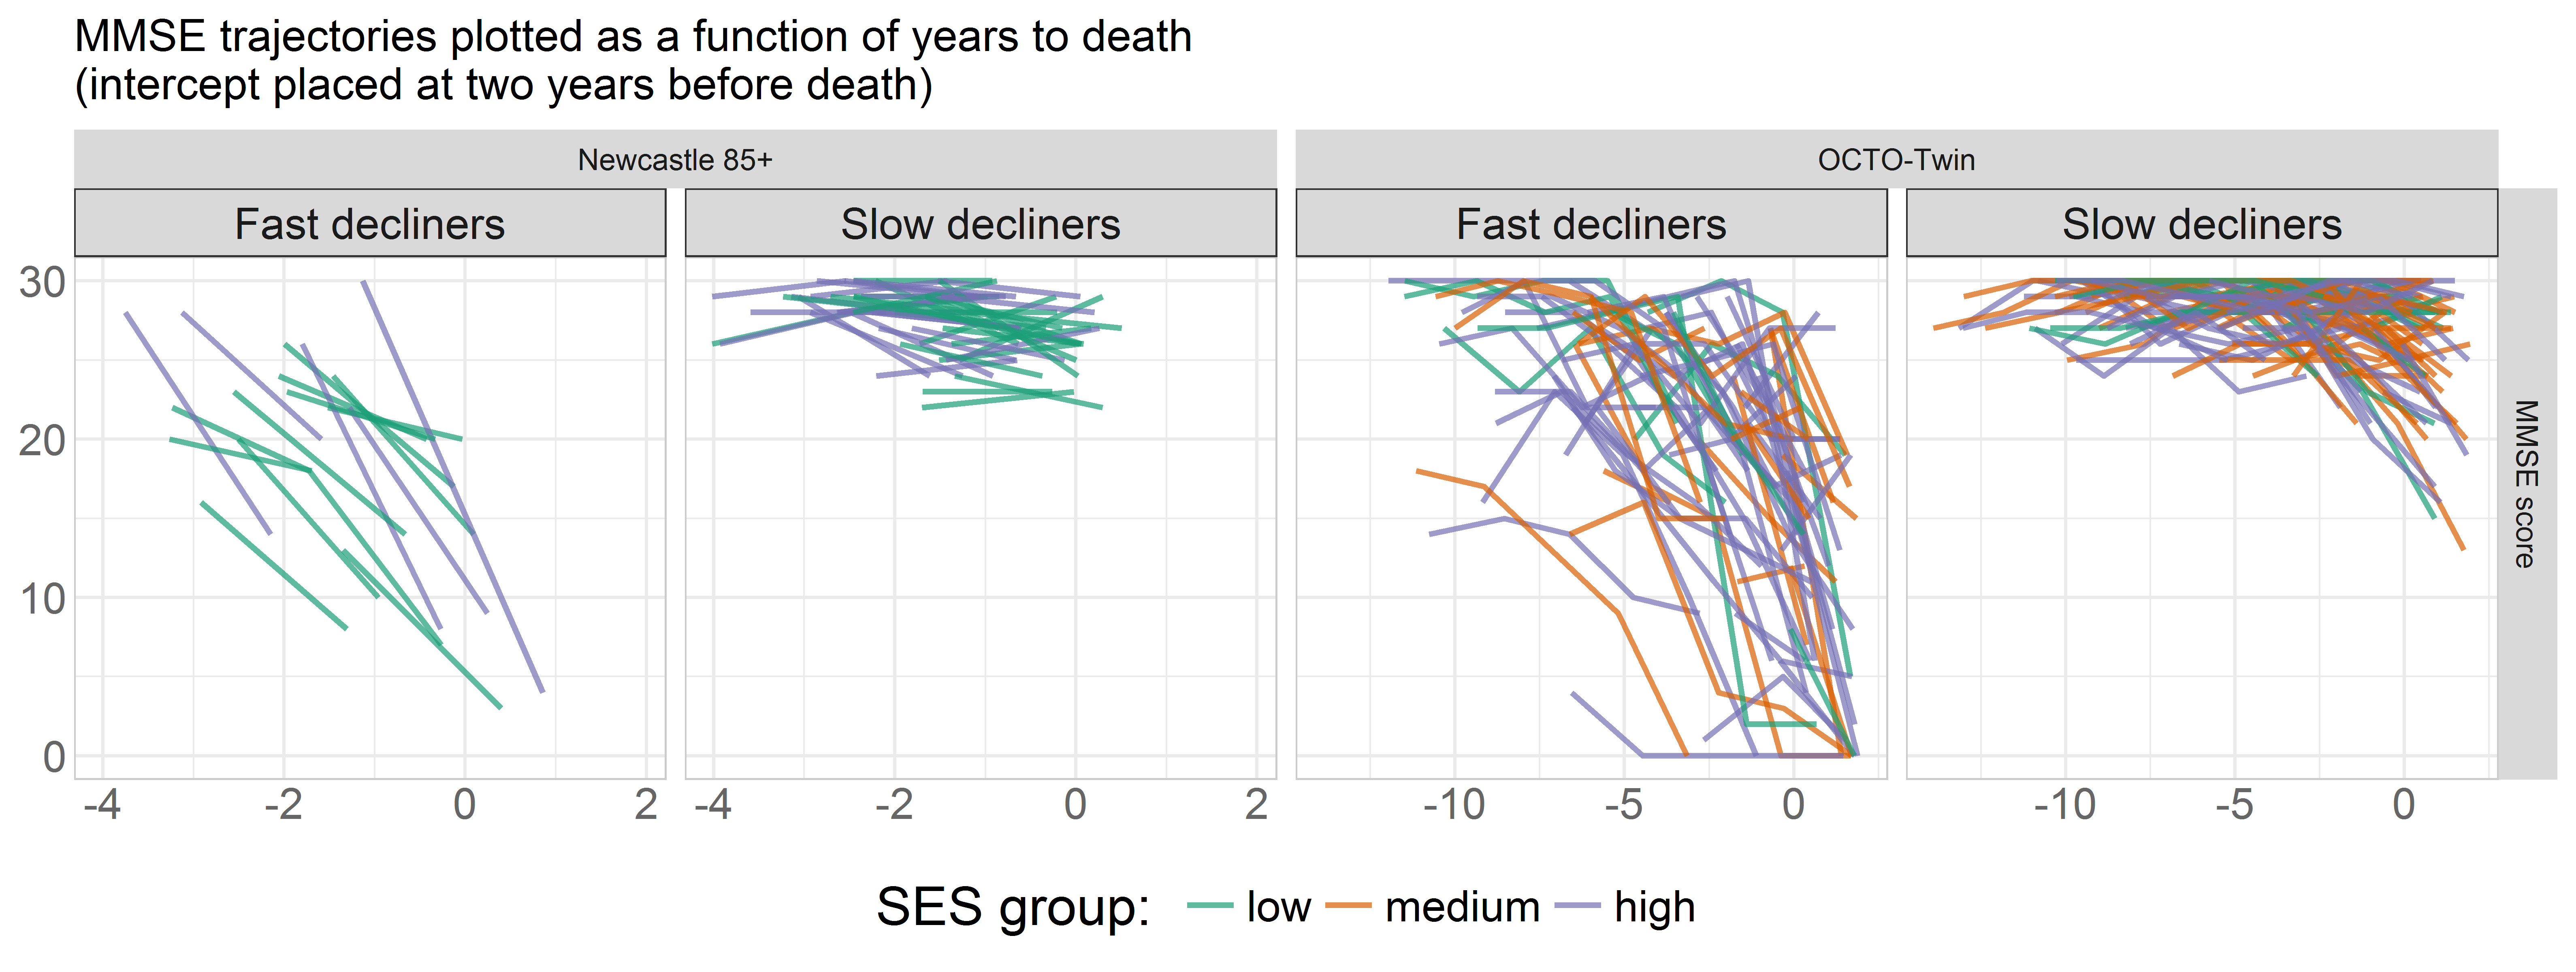 MMSE trajectories plotted as a function of years to death
(intercept placed at two years before death)
Newcastle 85+
OCTO-Twin
Fast decliners
Slow decliners
Fast decliners
Slow decliners
30
20
10
0
MMSE score
-4 -2 0 2
-4 -2 0 2
-10 -5 0
-10 -5 0
SES group: low medium high